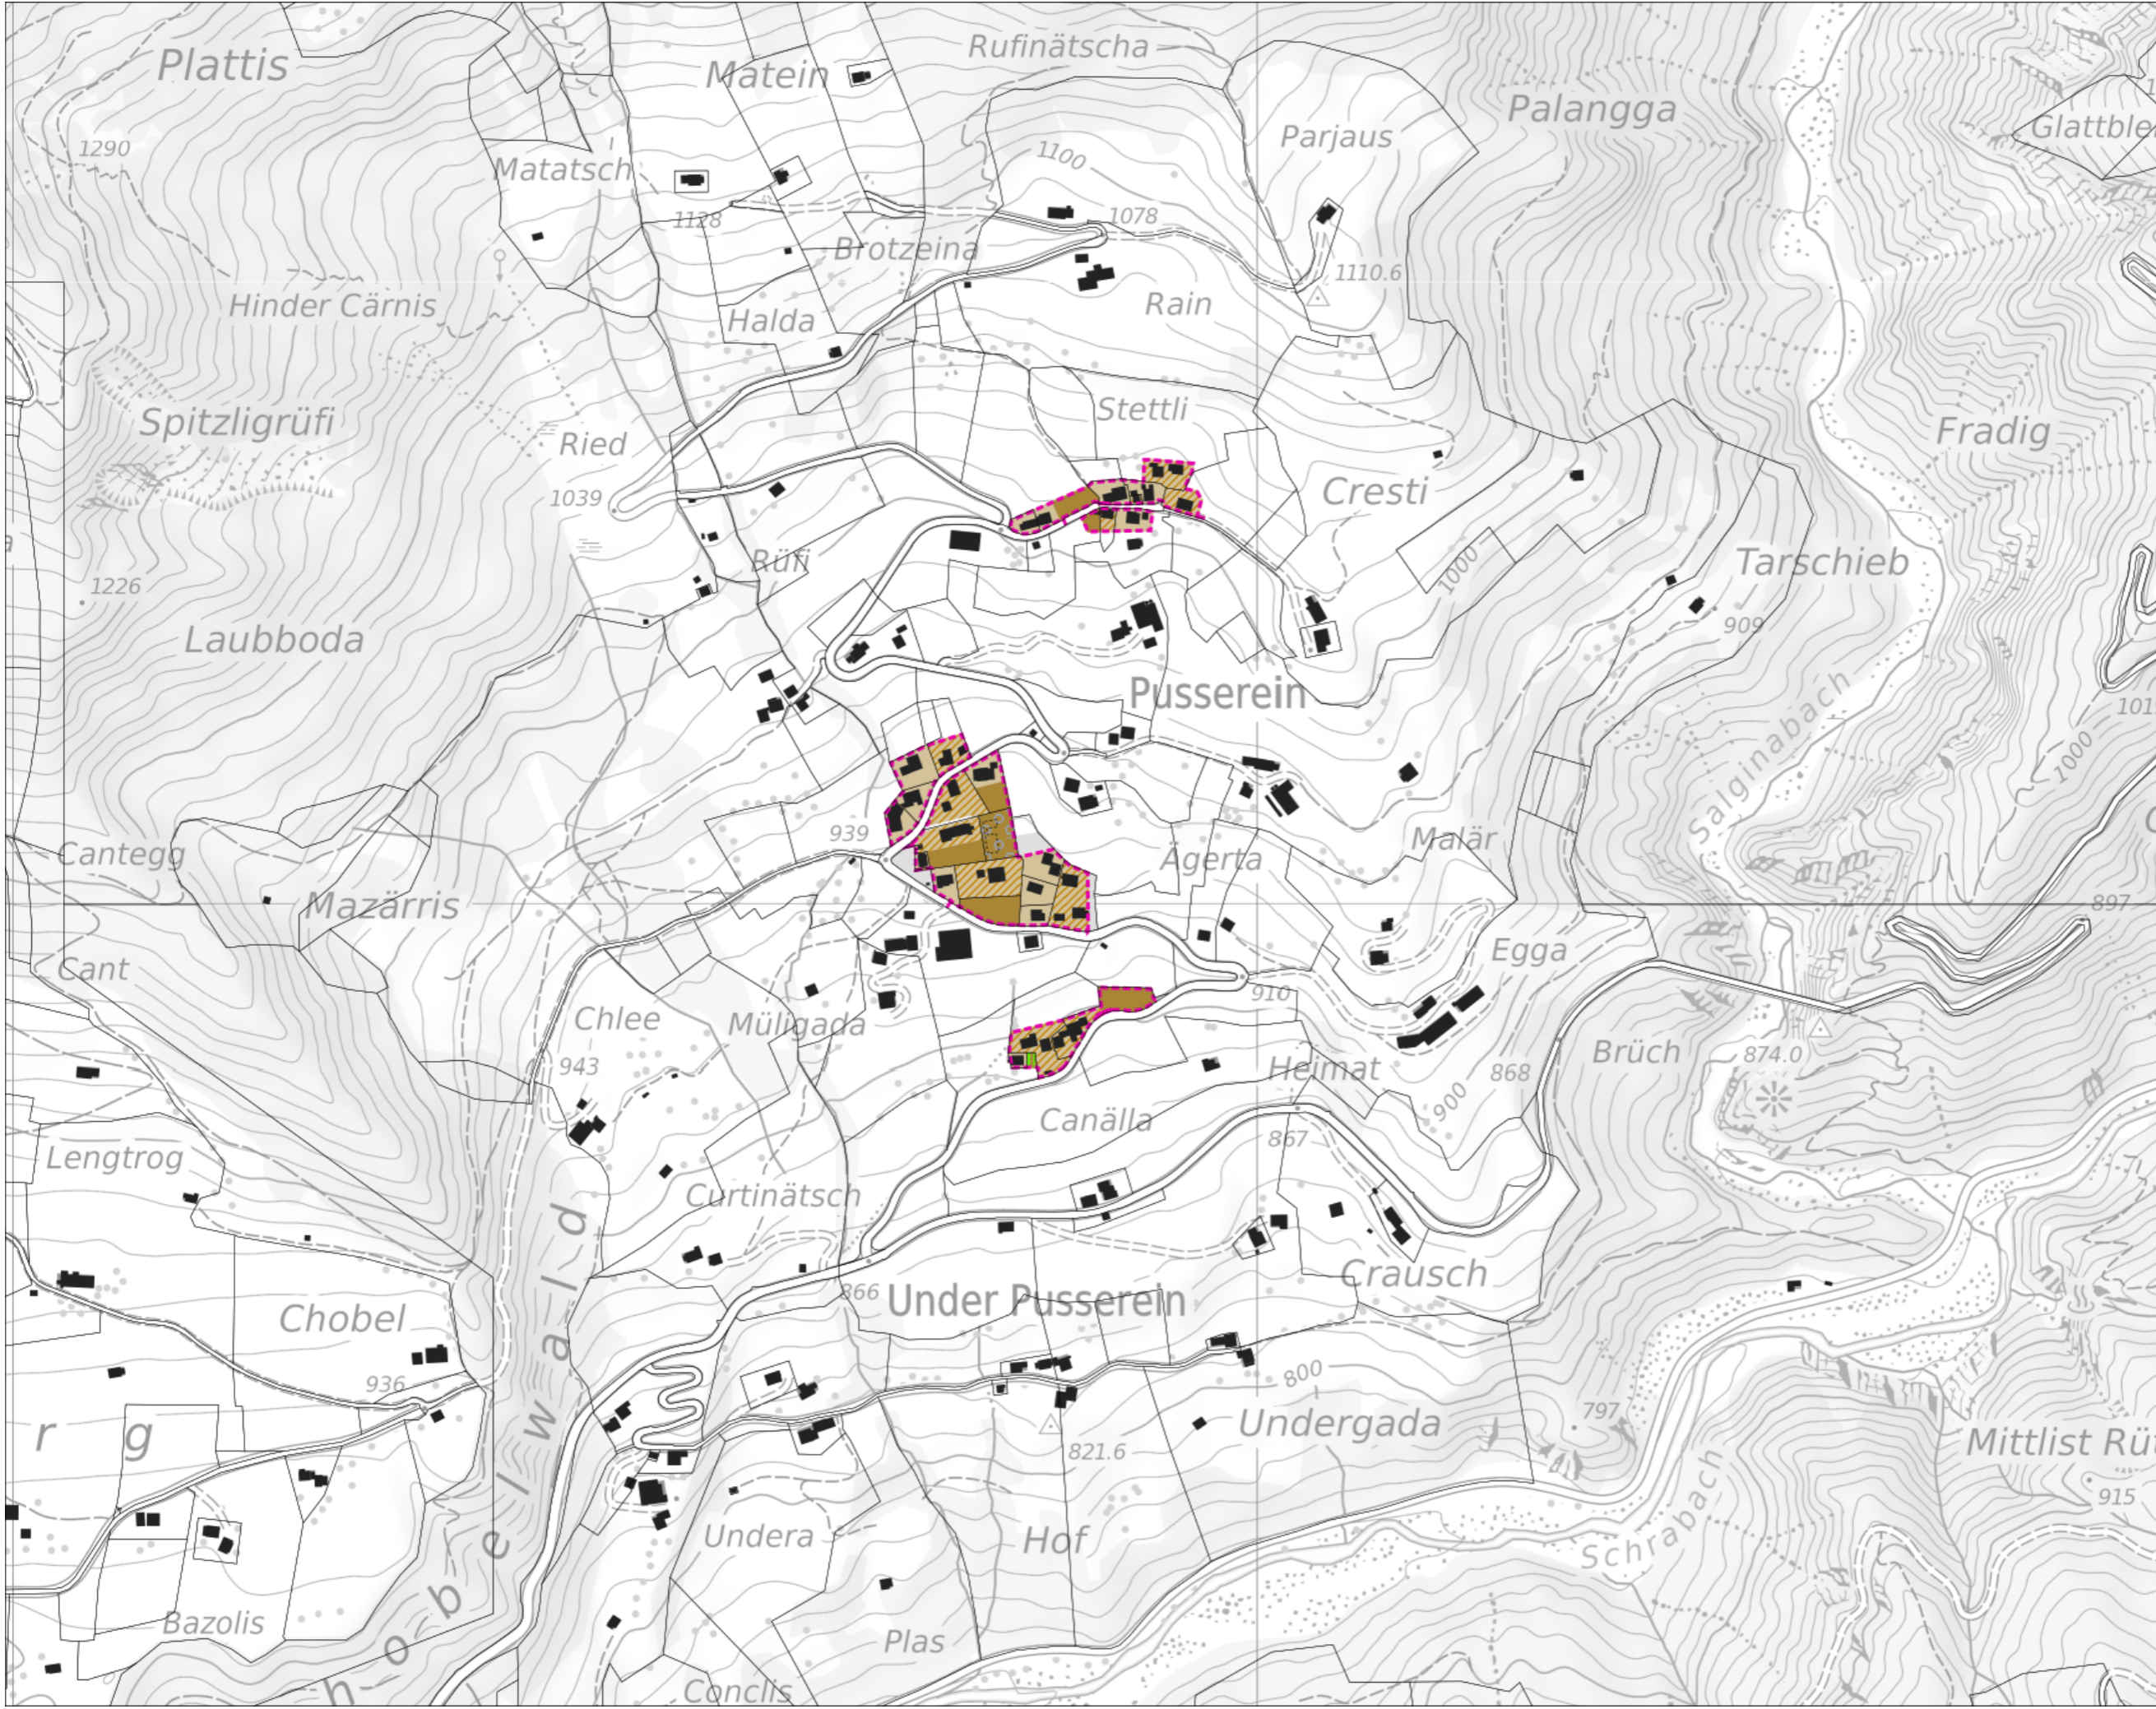 Rufinätscha
Plattis
Matein
Palangga
Parjaus
1290
1100
Matatsch
1128
1078
Brotzeina
1110.6
Hinder Cärnis
Halda
Rain
Stettli
Spitzligrüfi
Ried
Fradig
1039
Cresti
Rüfi
Tarschieb
1000
1226
909
Laubboda
Pusserein
Salginabach
1000
939
Malär
Cantegg
Ägerta
Mazärris
897
Egga
Cant
910
Chlee
Müligada
Brüch
874.0
943
Heimat
868
900
Canälla
867
Lengtrog
Curtinätsch
Crausch
866
Under Pusserein
Chobel
800
936
797
Undergada
r g
821.6
Mittlist Rü
915
Undera
Hof
Schrabach
hobelwald
Bazolis
Plas
Conclis